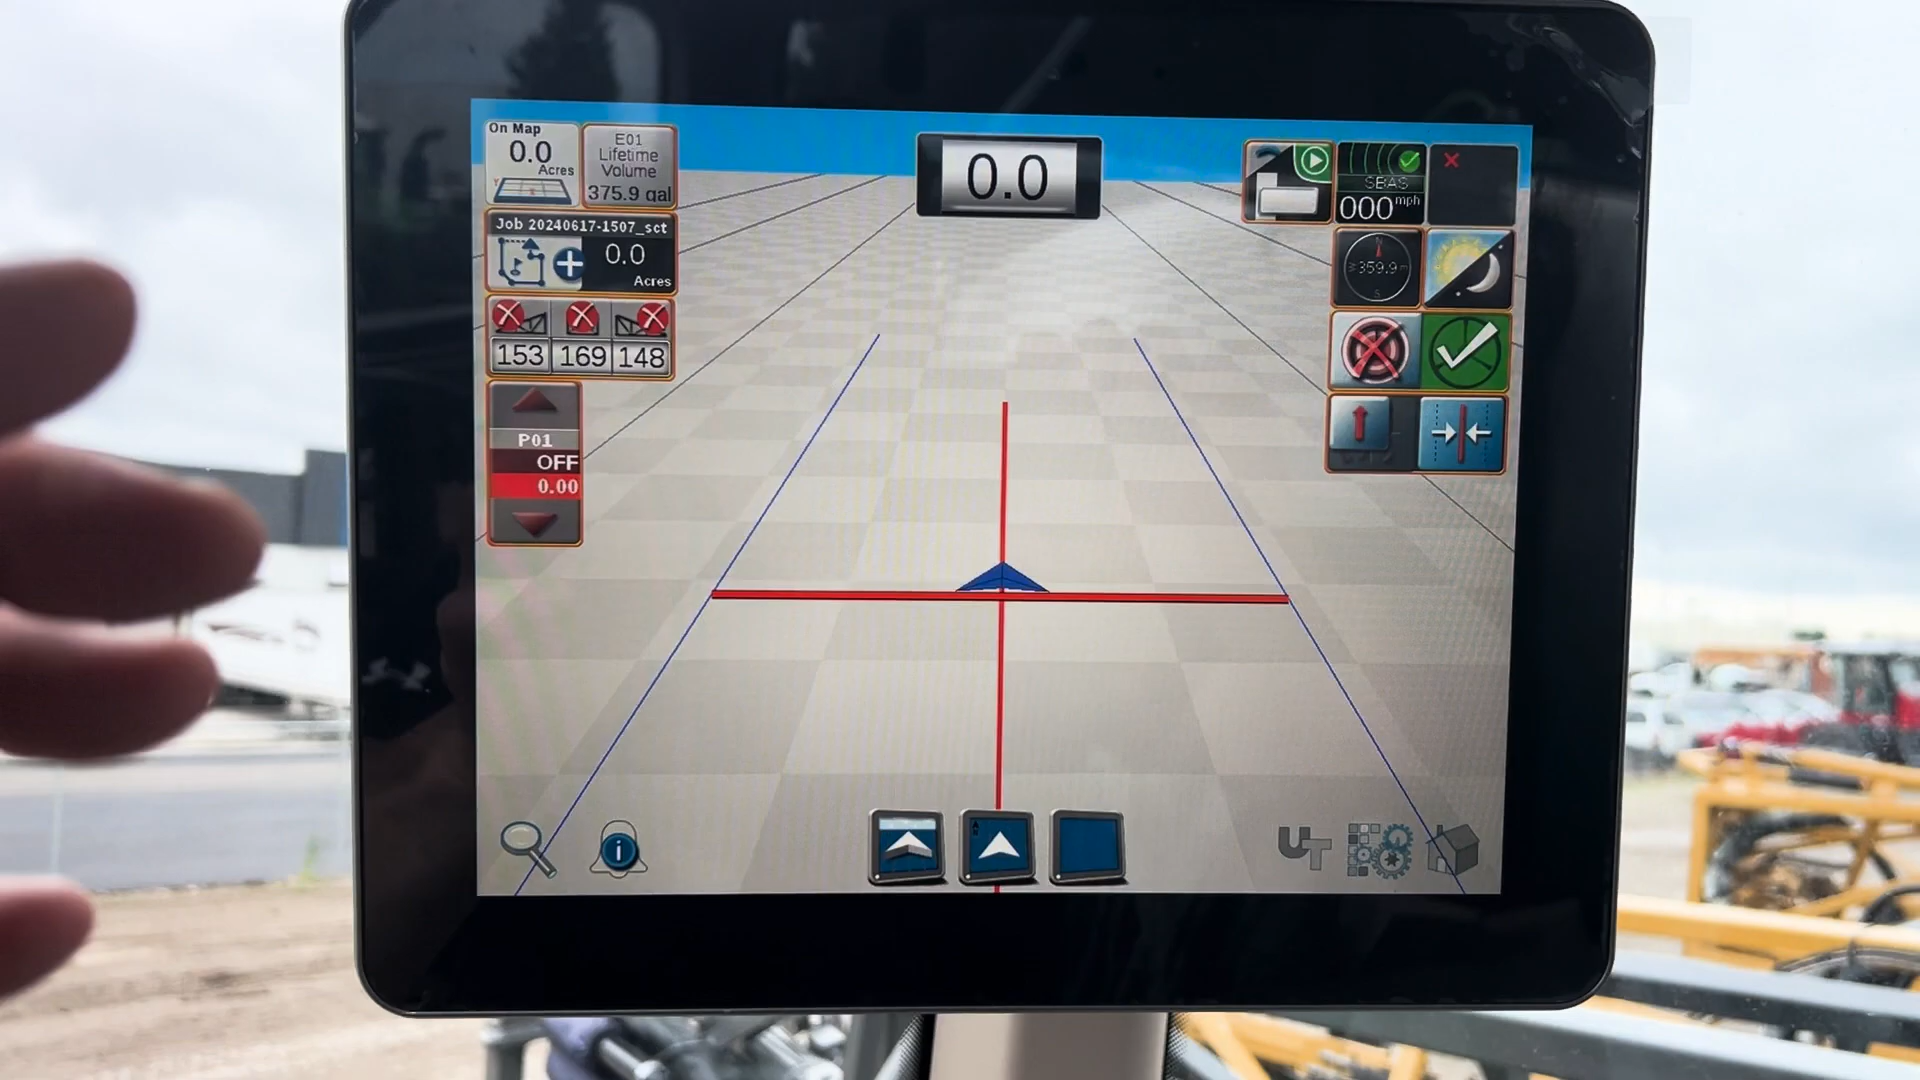 On Map
0.0
Acres
E01
Lifetime
Volume
375.9 gal
Job 20240617-1507_sct
0.0
Acres
153 169 148
P01
OFF
0.00
0.0
SBAS
000 mph
N
359.9
S
i
UT